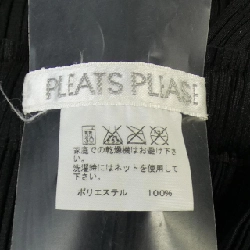 PLEATS PLEASE
家庭での乾燥機はお避け下さい。
洗濯時にはネットを使用して下さい。
ポリエステル 100%